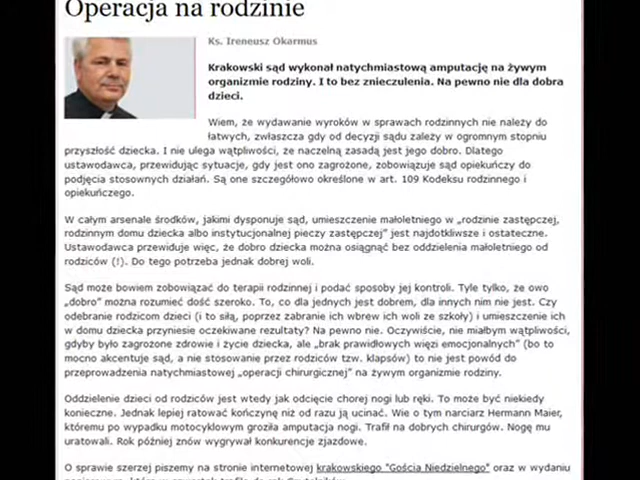 Operacja na rodzinie
Ks. Ireneusz Okarmus
Krakowski sąd wykonał natychmiastową amputację na żywym
organizmie rodziny. I to bez znieczulenia. Na pewno nie dla dobra
dzieci.
Wiem, że wydawanie wyroków w sprawach rodzinnych nie należy do
łatwych, zwłaszcza gdy od decyzji sądu zależy w ogromnym stopniu
przyszłość dziecka. I nie ulega wątpliwości, że naczelną zasadą jest jego dobro. Dlatego
ustawodawca, przewidując sytuacje, gdy jest ono zagrożone, zobowiązuje sąd opiekuńczy do
podjęcia stosownych działań. Są one szczegółowo określone w art. 109 Kodeksu rodzinnego i
opiekuńczego.
W całym arsenale środków, jakimi dysponuje sąd, umieszczenie małoletniego w „rodzinie zastępczej,
rodzinnym domu dziecka albo instytucjonalnej pieczy zastępczej” jest najdotkliwsze i ostateczne.
Ustawodawca przewiduje więc, że dobro dziecka można osiągnąć bez oddzielenia małoletniego od
rodziców (!). Do tego potrzeba jednak dobrej woli.
Sąd może bowiem zobowiązać do terapii rodzinnej i podać sposoby jej kontroli. Tyle tylko, że owo
„dobro” można rozumieć dość szeroko. To, co dla jednych jest dobrem, dla innych nim nie jest. Czy
odebranie rodzicom dzieci (i to siłą, poprzez zabranie ich wbrew ich woli ze szkoły) i umieszczenie ich
w domu dziecka przyniesie oczekiwane rezultaty? Na pewno nie. Oczywiście, nie miałbym wątpliwości,
gdyby było zagrożone zdrowie i życie dziecka, ale „brak prawidłowych więzi emocjonalnych” (bo to
mocno akcentuje sąd, a nie stosowanie przez rodziców tzw. klapsów) to nie jest powód do
przeprowadzenia natychmiastowej „operacji chirurgicznej” na żywym organizmie rodziny.
Oddzielenie dzieci od rodziców jest wtedy jak odcięcie chorej nogi lub ręki. To może być niekiedy
konieczne. Jednak lepiej ratować kończynę niż od razu ją ucinać. Wie o tym narciarz Hermann Maier,
któremu po wypadku motocyklowym groziła amputacja nogi. Trafił na dobrych chirurgów. Nogę mu
uratowali. Rok później znów wygrywał konkurencje zjazdowe.
O sprawie szerzej piszemy na stronie internetowej krakowskiego "Gościa Niedzielnego" oraz w wydaniu